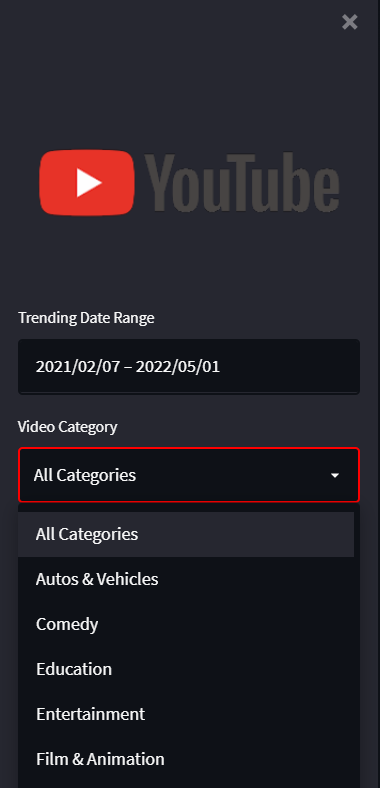 YouTube
Trending Date Range
2021/02/07 – 2022/05/01
Video Category
All Categories
All Categories
Autos & Vehicles
Comedy
Education
Entertainment
Film & Animation